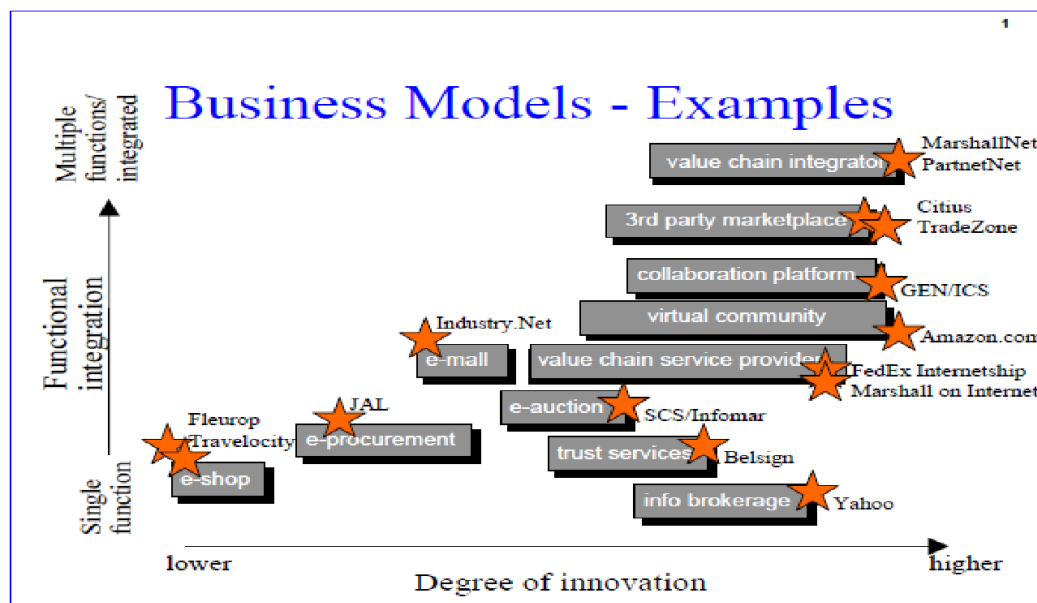 1
Business Models - Examples
Multiple
functions/
integrated
Functional
integration
Single
function
MarshallNet
PartnetNet
value chain integrator
3rd party marketplace
Citius
TradeZone
collaboration platform
GEN/ICS
virtual community
Amazon.com
Industry.Net
e-mall
value chain service provider
FedEx Internetship
Marshall on Internet
e-auction
SCS/Infomar
JAL
e-procurement
Fleurop
Travelocity
e-shop
trust services
Belsign
info brokerage
Yahoo
lower
higher
Degree of innovation